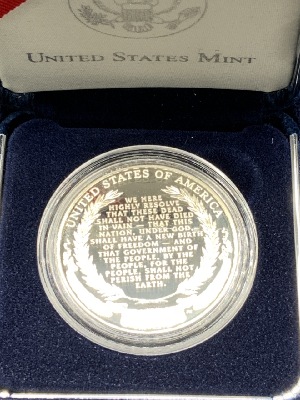 UNITED STATES MINT
UNITED STATES OF AMERICA
WE HERE
HIGHLY RESOLVE
THAT THESE DEAD
SHALL NOT HAVE DIED
IN VAIN — THAT THIS
NATION, UNDER GOD,
SHALL HAVE A NEW BIRTH
OF FREEDOM — AND
THAT GOVERNMENT OF
THE PEOPLE, BY THE
PEOPLE, FOR THE
PEOPLE, SHALL NOT
PERISH FROM THE
EARTH.